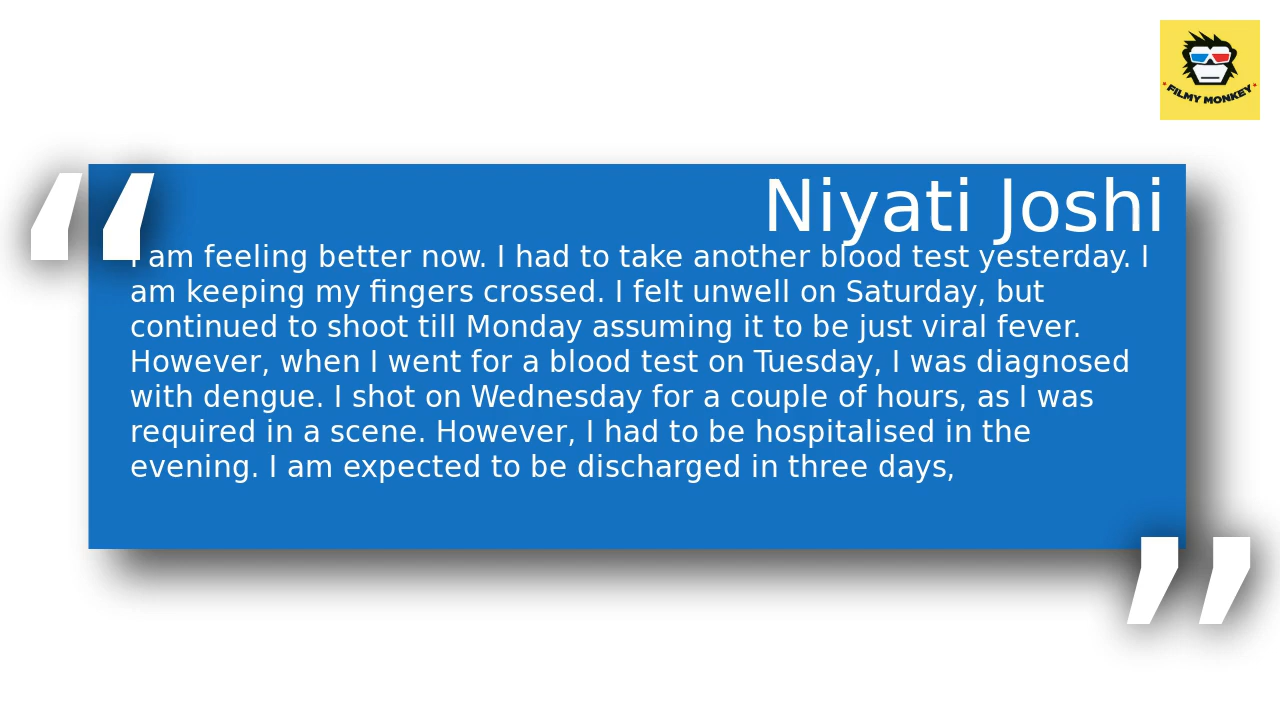 FILMY MONKEY
Niyati Joshi
I am feeling better now. I had to take another blood test yesterday. I
am keeping my fingers crossed. I felt unwell on Saturday, but
continued to shoot till Monday assuming it to be just viral fever.
However, when I went for a blood test on Tuesday, I was diagnosed
with dengue. I shot on Wednesday for a couple of hours, as I was
required in a scene. However, I had to be hospitalised in the
evening. I am expected to be discharged in three days,